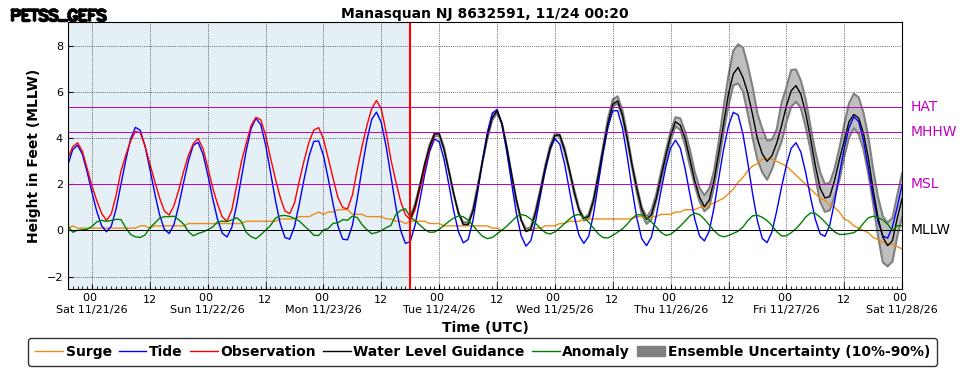 PETSS_GEFS
Manasquan NJ 8632591, 11/24 00:20
Height in Feet (MLLW)
8
6
4
2
0
−2
HAT
MHHW
MSL
MLLW
00 12 00 12 00 12 00 12 00 12 00 12 00 12 00
Sat 11/21/26 Sun 11/22/26 Mon 11/23/26 Tue 11/24/26 Wed 11/25/26 Thu 11/26/26 Fri 11/27/26 Sat 11/28/26
Time (UTC)
Surge Tide Observation Water Level Guidance Anomaly Ensemble Uncertainty (10%-90%)